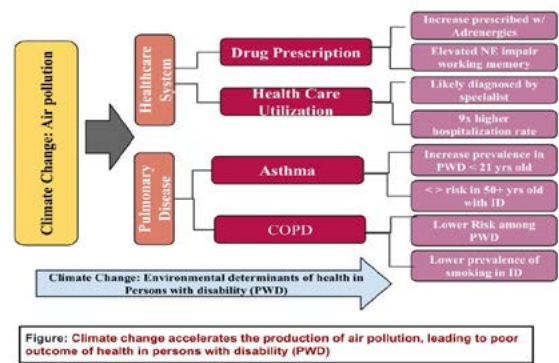 Climate Change: Air pollution
Healthcare
System
Drug Prescription
Increase prescribed w/
Adrenergics
Elevated NE impair
working memory
Health Care
Utilization
Likely diagnosed by
specialist
9x higher
hospitalization rate
Pulmonary
Disease
Asthma
Increase prevalence in
PWD < 21 yrs old
< > risk in 50+ yrs old
with ID
COPD
Lower Risk among
PWD
Lower prevalence of
smoking in ID
Climate Change: Environmental determinants of health in
Persons with disability (PWD)
Figure: Climate change accelerates the production of air pollution, leading to poor
outcome of health in persons with disability (PWD)